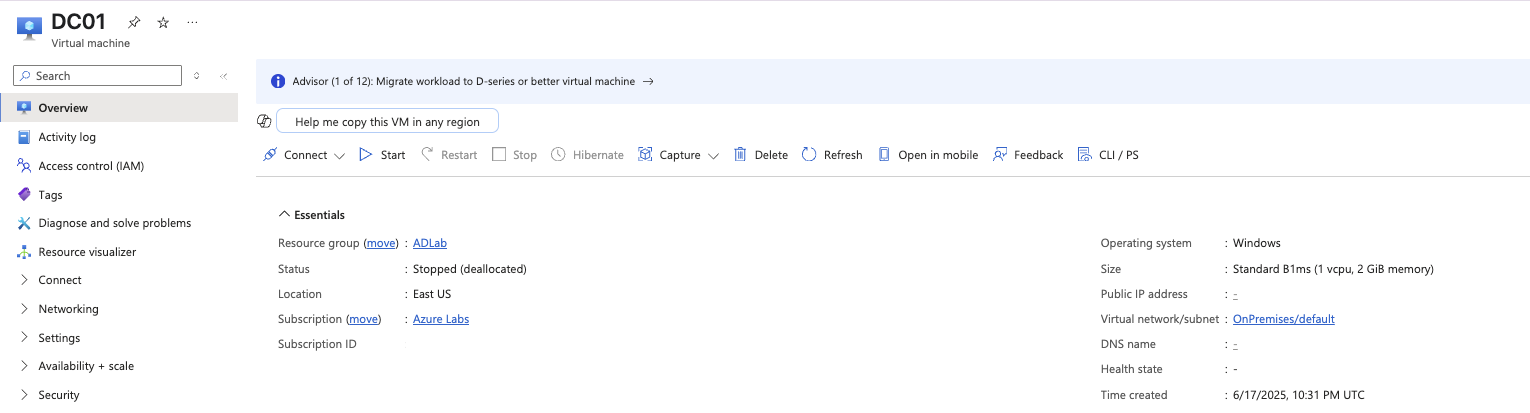 DC01
Virtual machine
Search
Overview
Activity log
Access control (IAM)
Tags
Diagnose and solve problems
Resource visualizer
Connect
Networking
Settings
Availability + scale
Security
Advisor (1 of 12): Migrate workload to D-series or better virtual machine →
Help me copy this VM in any region
Connect Start Restart Stop Hibernate Capture Delete Refresh Open in mobile Feedback CLI / PS
Essentials
Resource group (move) : ADLab
Status : Stopped (deallocated)
Location : East US
Subscription (move) : Azure Labs
Subscription ID
Operating system : Windows
Size : Standard B1ms (1 vcpu, 2 GiB memory)
Public IP address : -
Virtual network/subnet : OnPremises/default
DNS name : -
Health state : -
Time created : 6/17/2025, 10:31 PM UTC